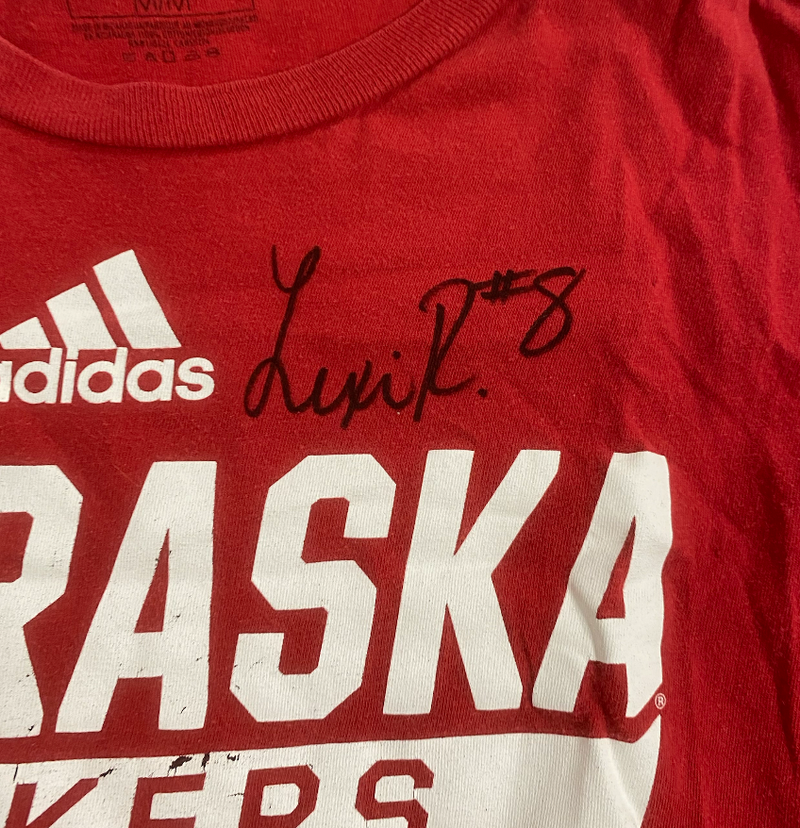 M/M
adidas
Lexi R. #8
RASKA®
KERS